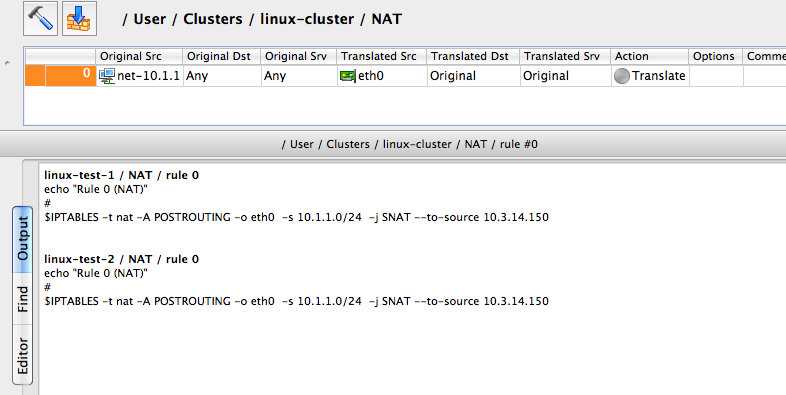 / User / Clusters / linux-cluster / NAT
Original Src Original Dst Original Srv Translated Src Translated Dst Translated Srv Action Options Comme
0 net-10.1.1 Any Any eth0 Original Original Translate
/ User / Clusters / linux-cluster / NAT / rule #0
Output
Find
Editor
linux-test-1 / NAT / rule 0
echo "Rule 0 (NAT)"
#
$IPTABLES -t nat -A POSTROUTING -o eth0 -s 10.1.1.0/24 -j SNAT --to-source 10.3.14.150
linux-test-2 / NAT / rule 0
echo "Rule 0 (NAT)"
#
$IPTABLES -t nat -A POSTROUTING -o eth0 -s 10.1.1.0/24 -j SNAT --to-source 10.3.14.150